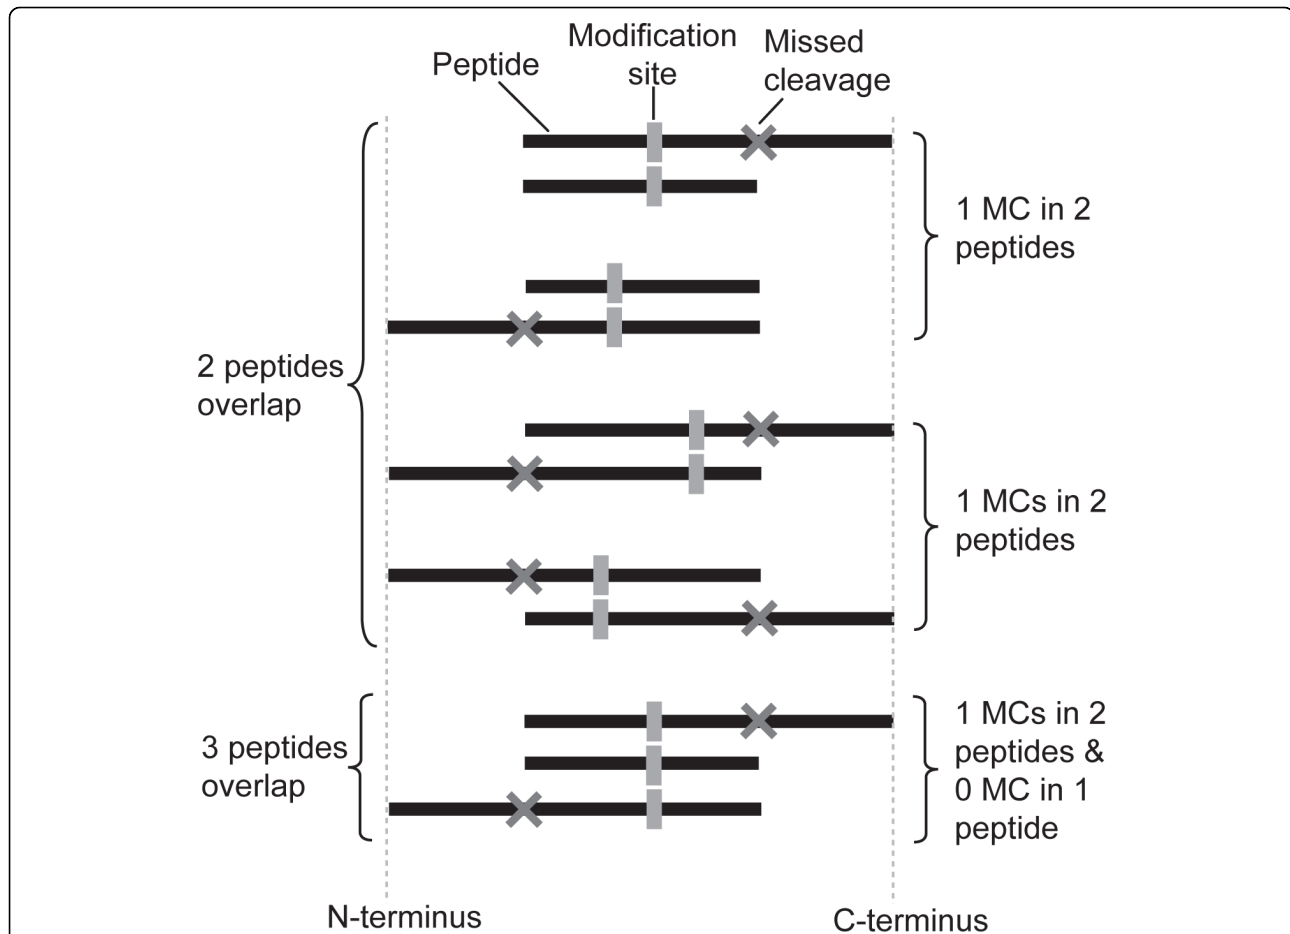 Modification
site
Missed
cleavage
Peptide
1 MC in 2
peptides
2 peptides
overlap
1 MCs in 2
peptides
3 peptides
overlap
1 MCs in 2
peptides &
0 MC in 1
peptide
N-terminus
C-terminus